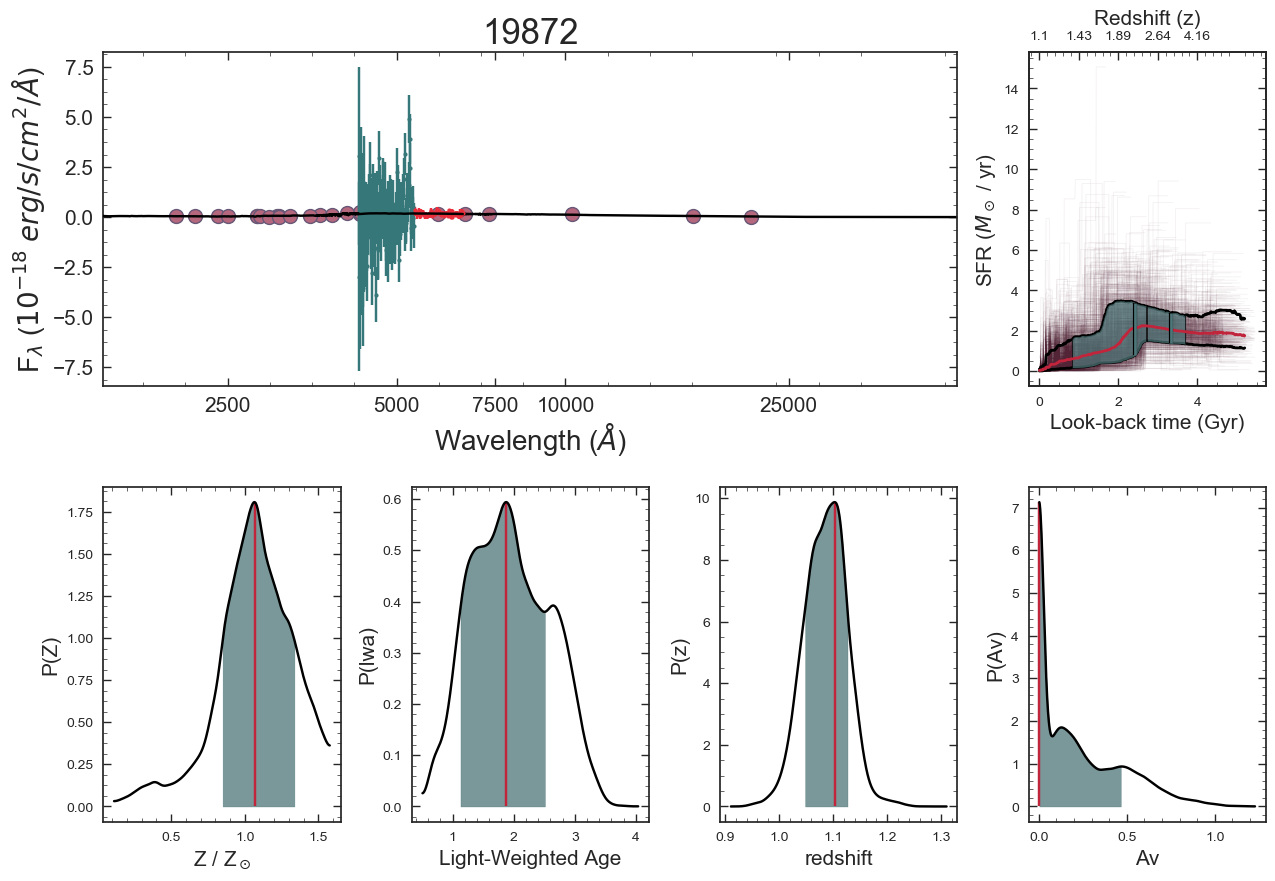 19872
7.5
5.0
2.5
0.0
−2.5
−5.0
−7.5
F_λ (10^−18 erg/s/cm^2/Å)
2500 5000 7500 10000 25000
Wavelength (Å)
Redshift (z)
1.1 1.43 1.89 2.64 4.16
14
12
10
8
6
4
2
0
SFR (M_⊙ / yr)
0 2 4
Look-back time (Gyr)
1.75
1.50
1.25
1.00
0.75
0.50
0.25
0.00
P(Z)
0.5 1.0 1.5
Z / Z_⊙
0.6
0.5
0.4
0.3
0.2
0.1
0.0
P(lwa)
1 2 3 4
Light-Weighted Age
10
8
6
4
2
0
P(z)
0.9 1.0 1.1 1.2 1.3
redshift
7
6
5
4
3
2
1
0
P(Av)
0.0 0.5 1.0
Av